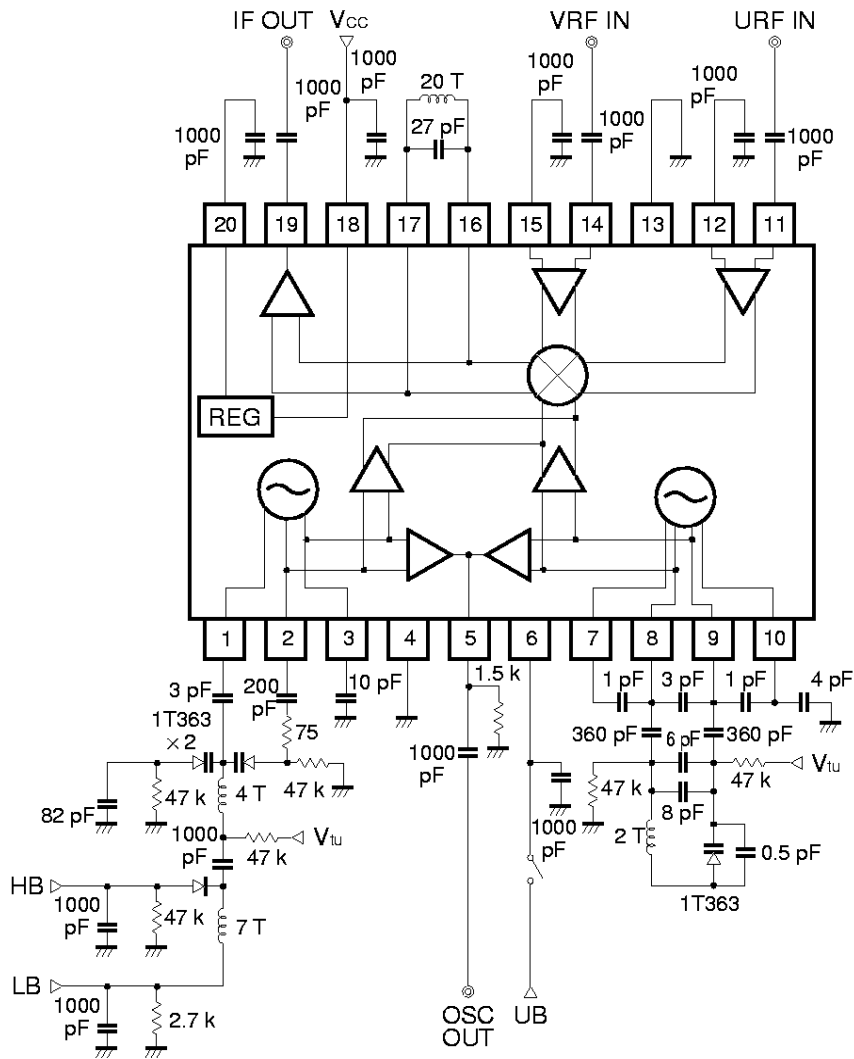 IF OUT
VCC
VRF IN
URF IN
1000
pF
1000
pF
1000
pF
20 T
27 pF
1000
pF
1000
pF
1000
pF
1000
pF
20
19
18
17
16
15
14
13
12
11
REG
1
2
3
4
5
6
7
8
9
10
3 pF
200
pF
10 pF
1.5 k
1 pF
3 pF
1 pF
4 pF
1T363
×2
75
1000
pF
360 pF
6 pF
360 pF
82 pF
47 k
4 T
47 k
1000
pF
47 k
8 pF
47 k
Vtu
1000
pF
47 k
Vtu
2 T
0.5 pF
1T363
HB
1000
pF
47 k
7 T
LB
1000
pF
2.7 k
OSC
OUT
UB